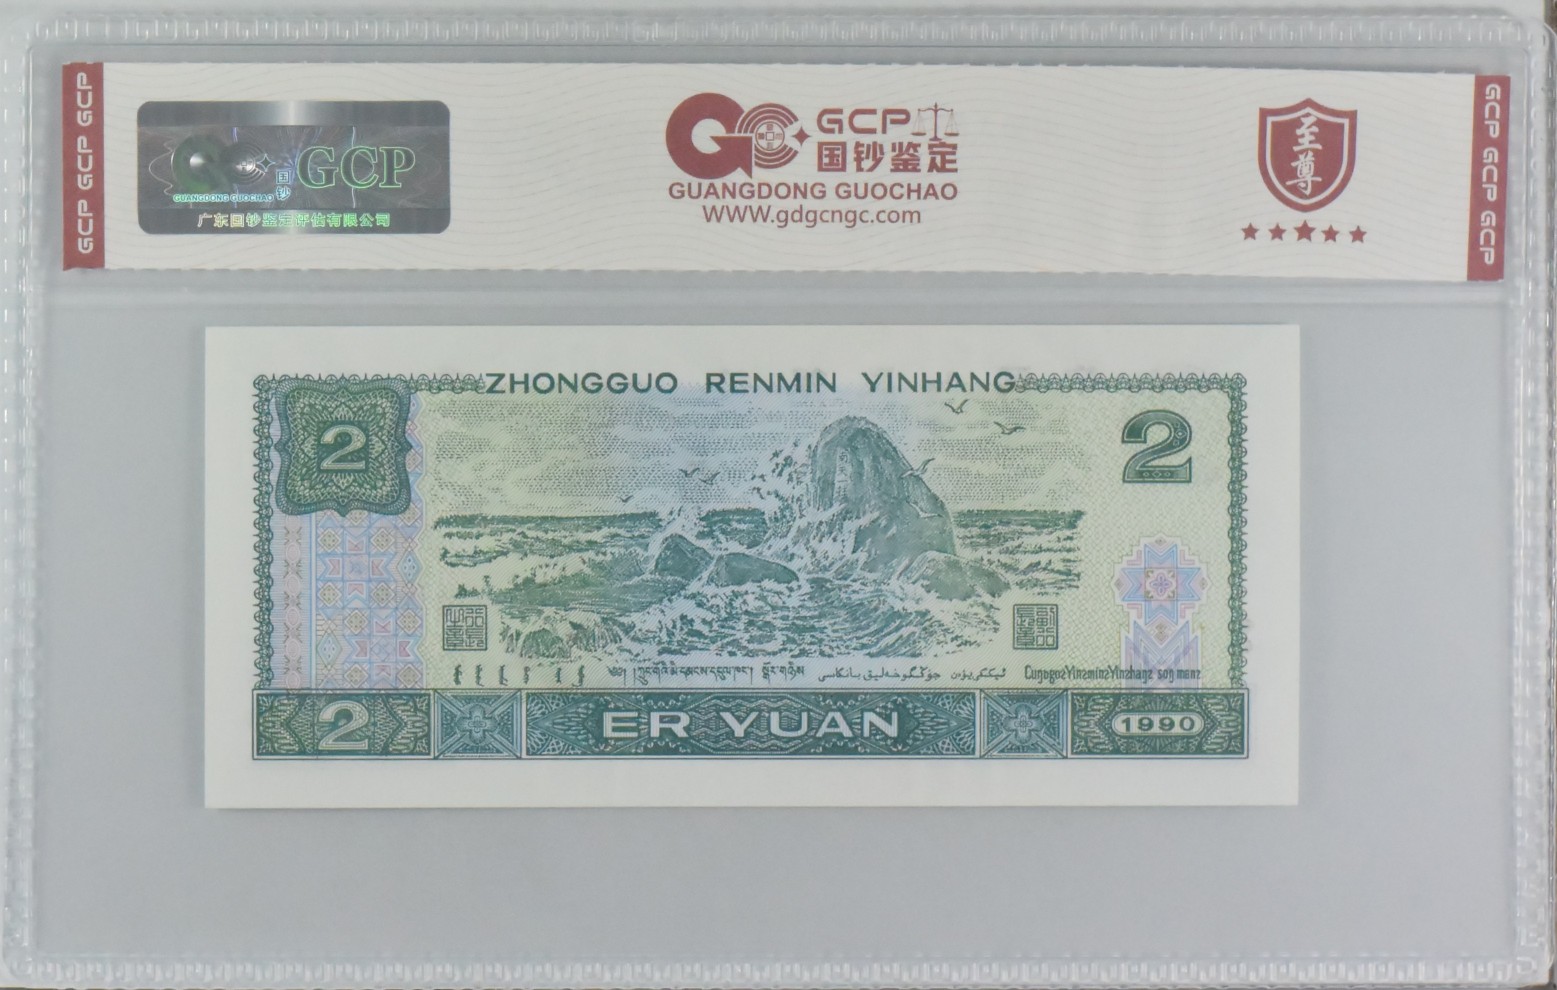 GCP GCP GCP
GCP
国钞
GUANGDONG GUOCHAO
广东国钞鉴定评估有限公司
GCP
国钞鉴定
GUANGDONG GUOCHAO
WWW.gdgcngc.com
至尊
GCP GCP GCP
ZHONGGUO RENMIN YINHANG
2
2
2
ER YUAN
1990